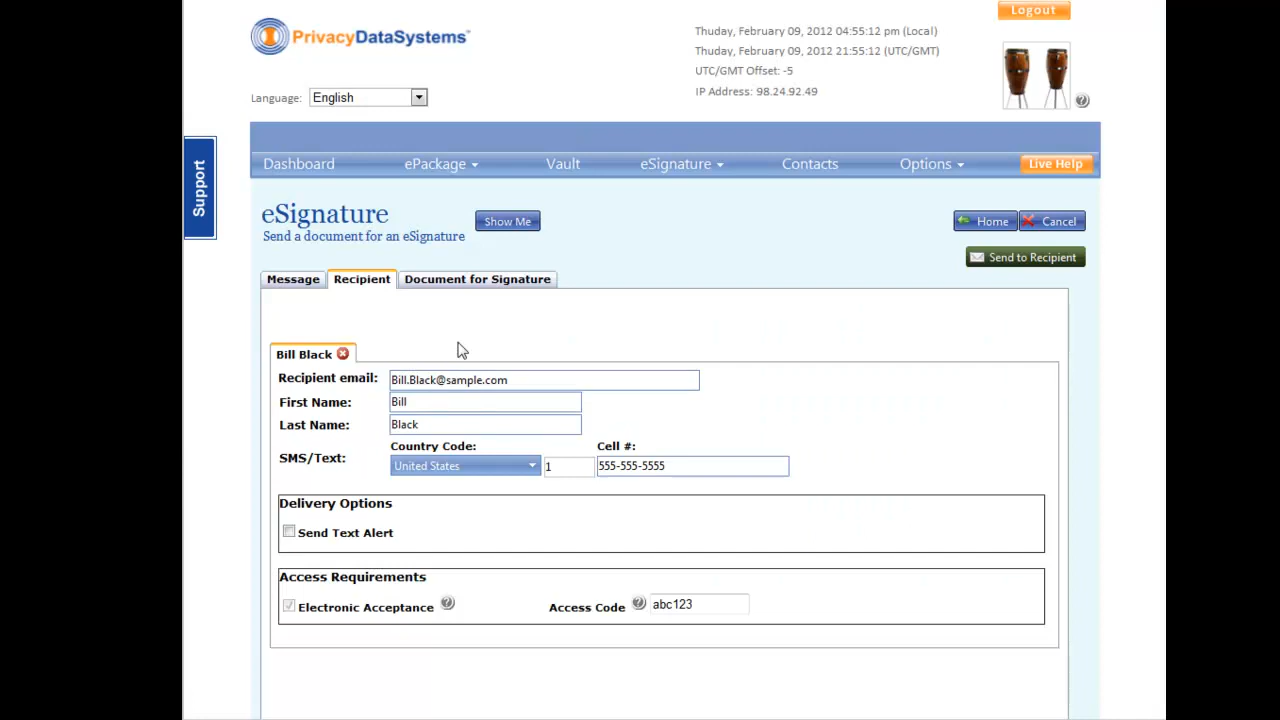 Logout
PrivacyDataSystems™
Thuday, February 09, 2012 04:55:12 pm (Local)
Thuday, February 09, 2012 21:55:12 (UTC/GMT)
UTC/GMT Offset: -5
IP Address: 98.24.92.49
Language: English
Support
Dashboard ePackage Vault eSignature Contacts Options Live Help
eSignature
Show Me
Home Cancel
Send a document for an eSignature
Send to Recipient
Message Recipient Document for Signature
Bill Black
Recipient email: Bill.Black@sample.com
First Name: Bill
Last Name: Black
Country Code: Cell #:
SMS/Text: United States 1 555-555-5555
Delivery Options
Send Text Alert
Access Requirements
Electronic Acceptance ? Access Code ? abc123